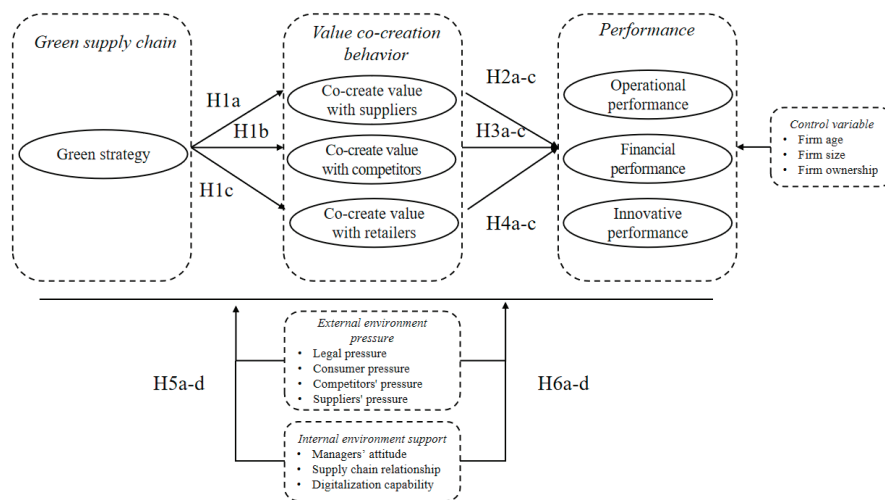 Green supply chain
Value co-creation
behavior
Performance
H1a
H1b
H1c
Green strategy
Co-create value
with suppliers
Co-create value
with competitors
Co-create value
with retailers
H2a-c
H3a-c
H4a-c
Operational
performance
Financial
performance
Innovative
performance
Control variable
• Firm age
• Firm size
• Firm ownership
External environment
pressure
• Legal pressure
• Consumer pressure
• Competitors' pressure
• Suppliers' pressure
H5a-d
H6a-d
Internal environment support
• Managers' attitude
• Supply chain relationship
• Digitalization capability